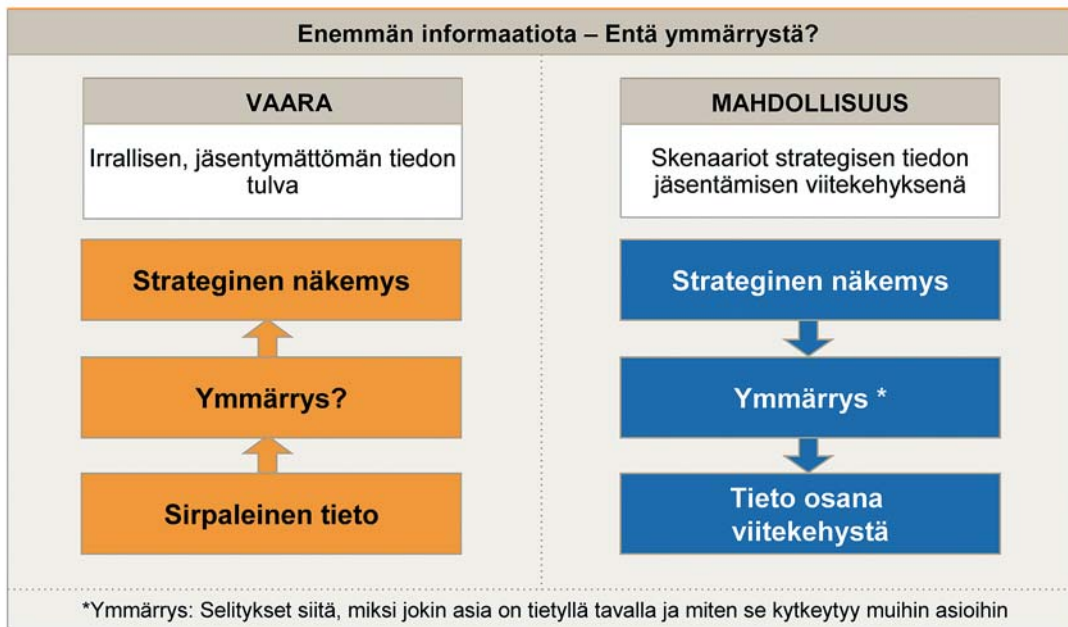 Enemmän informaatiota – Entä ymmärrystä?
VAARA
Irrallisen, jäsentymättömän tiedon
tulva
Strateginen näkemys
Ymmärrys?
Sirpaleinen tieto
MAHDOLLISUUS
Skenaariot strategisen tiedon
jäsentämisen viitekehyksenä
Strateginen näkemys
Ymmärrys *
Tieto osana
viitekehystä
*Ymmärrys: Selitykset siitä, miksi jokin asia on tietyllä tavalla ja miten se kytkeytyy muihin asioihin